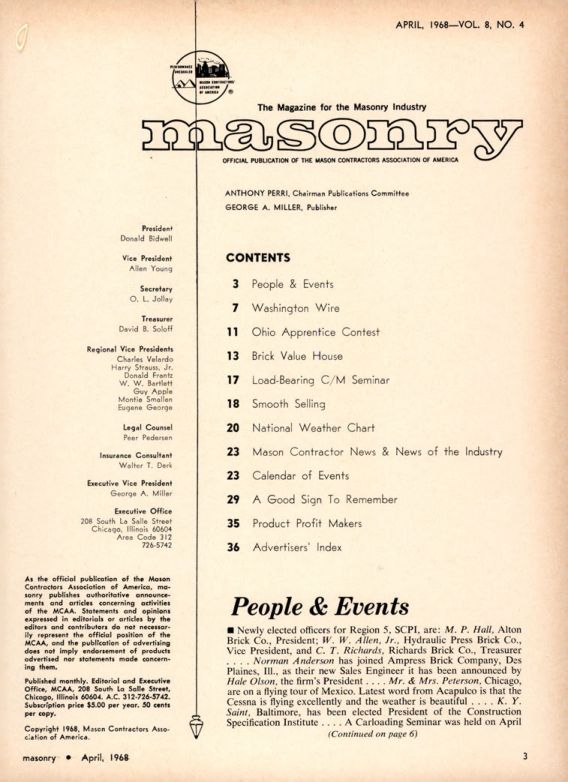 APRIL, 1968—VOL. 8, NO. 4
PERFORMANCE UNEXCELLED
MASON CONTRACTORS'
ASSOCIATION
OF AMERICA
®
The Magazine for the Masonry Industry
masonry
OFFICIAL PUBLICATION OF THE MASON CONTRACTORS ASSOCIATION OF AMERICA
ANTHONY PERRI, Chairman Publications Committee
GEORGE A. MILLER, Publisher
President
Donald Bidwell
Vice President
Allen Young
Secretary
O. L. Jolley
Treasurer
David B. Soloff
Regional Vice Presidents
Charles Velardo
Harry Strauss, Jr.
Donald Frantz
W. W. Bartlett
Guy Apple
Montie Smallen
Eugene George
Legal Counsel
Peer Pedersen
Insurance Consultant
Walter T. Derk
Executive Vice President
George A. Miller
Executive Office
208 South La Salle Street
Chicago, Illinois 60604
Area Code 312
726-5742
As the official publication of the Mason
Contractors Association of America, ma-
sonry publishes authoritative announce-
ments and articles concerning activities
of the MCAA. Statements and opinions
expressed in editorials or articles by the
editors and contributors do not necessar-
ily represent the official position of the
MCAA, and the publication of advertising
does not imply endorsement of products
advertised nor statements made concern-
ing them.
Published monthly. Editorial and Executive
Office, MCAA, 208 South La Salle Street,
Chicago, Illinois 60604. A.C. 312-726-5742.
Subscription price $5.00 per year. 50 cents
per copy.
Copyright 1968, Mason Contractors Asso-
ciation of America.
CONTENTS
3 People & Events
7 Washington Wire
11 Ohio Apprentice Contest
13 Brick Value House
17 Load-Bearing C/M Seminar
18 Smooth Selling
20 National Weather Chart
23 Mason Contractor News & News of the Industry
23 Calendar of Events
29 A Good Sign To Remember
35 Product Profit Makers
36 Advertisers' Index
People & Events
■ Newly elected officers for Region 5, SCPI, are: M. P. Hall, Alton
Brick Co., President; W. W. Allen, Jr., Hydraulic Press Brick Co.,
Vice President, and C. T. Richards, Richards Brick Co., Treasurer
. . . . Norman Anderson has joined Ampress Brick Company, Des
Plaines, Ill., as their new Sales Engineer it has been announced by
Hale Olson, the firm's President . . . . Mr. & Mrs. Peterson, Chicago,
are on a flying tour of Mexico. Latest word from Acapulco is that the
Cessna is flying excellently and the weather is beautiful . . . . K. Y.
Saint, Baltimore, has been elected President of the Construction
Specification Institute . . . . A Carloading Seminar was held on April
(Continued on page 6)
masonry • April, 1968
3